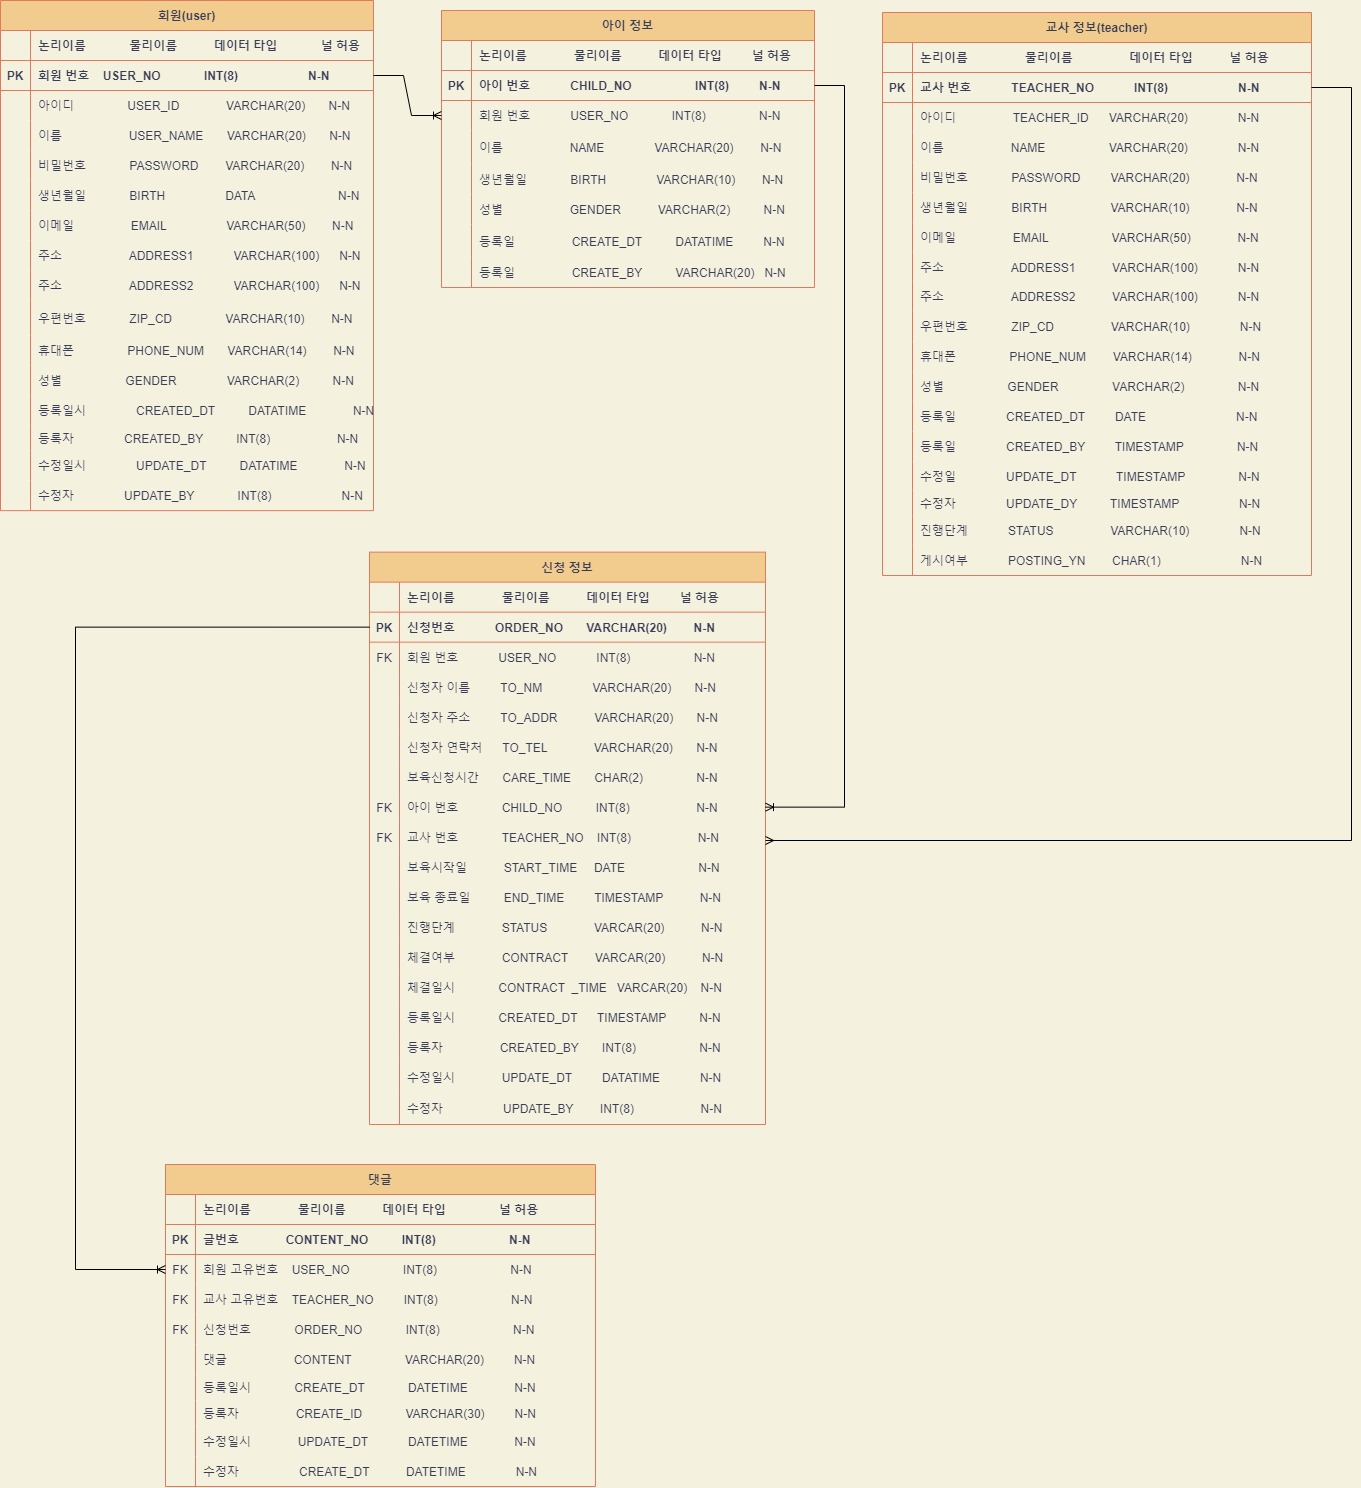 회원(user)
논리이름 물리이름 데이터 타입 널 허용
PK 회원 번호 USER_NO INT(8) N-N
아이디 USER_ID VARCHAR(20) N-N
이름 USER_NAME VARCHAR(20) N-N
비밀번호 PASSWORD VARCHAR(20) N-N
생년월일 BIRTH DATA N-N
이메일 EMAIL VARCHAR(50) N-N
주소 ADDRESS1 VARCHAR(100) N-N
주소 ADDRESS2 VARCHAR(100) N-N
우편번호 ZIP_CD VARCHAR(10) N-N
휴대폰 PHONE_NUM VARCHAR(14) N-N
성별 GENDER VARCHAR(2) N-N
등록일시 CREATED_DT DATATIME N-N
등록자 CREATED_BY INT(8) N-N
수정일시 UPDATE_DT DATATIME N-N
수정자 UPDATE_BY INT(8) N-N
아이 정보
논리이름 물리이름 데이터 타입 널 허용
PK 아이 번호 CHILD_NO INT(8) N-N
회원 번호 USER_NO INT(8) N-N
이름 NAME VARCHAR(20) N-N
생년월일 BIRTH VARCHAR(10) N-N
성별 GENDER VARCHAR(2) N-N
등록일 CREATE_DT DATATIME N-N
등록일 CREATE_BY VARCHAR(20) N-N
교사 정보(teacher)
논리이름 물리이름 데이터 타입 널 허용
PK 교사 번호 TEACHER_NO INT(8) N-N
아이디 TEACHER_ID VARCHAR(20) N-N
이름 NAME VARCHAR(20) N-N
비밀번호 PASSWORD VARCHAR(20) N-N
생년월일 BIRTH VARCHAR(10) N-N
이메일 EMAIL VARCHAR(50) N-N
주소 ADDRESS1 VARCHAR(100) N-N
주소 ADDRESS2 VARCHAR(100) N-N
우편번호 ZIP_CD VARCHAR(10) N-N
휴대폰 PHONE_NUM VARCHAR(14) N-N
성별 GENDER VARCHAR(2) N-N
등록일 CREATED_DT DATE N-N
등록일 CREATED_BY TIMESTAMP N-N
수정일 UPDATE_DT TIMESTAMP N-N
수정자 UPDATE_DY TIMESTAMP N-N
진행단계 STATUS VARCHAR(10) N-N
게시여부 POSTING_YN CHAR(1) N-N
신청 정보
논리이름 물리이름 데이터 타입 널 허용
PK 신청번호 ORDER_NO VARCHAR(20) N-N
FK 회원 번호 USER_NO INT(8) N-N
신청자 이름 TO_NM VARCHAR(20) N-N
신청자 주소 TO_ADDR VARCHAR(20) N-N
신청자 연락처 TO_TEL VARCHAR(20) N-N
보육신청시간 CARE_TIME CHAR(2) N-N
FK 아이 번호 CHILD_NO INT(8) N-N
FK 교사 번호 TEACHER_NO INT(8) N-N
보육시작일 START_TIME DATE N-N
보육 종료일 END_TIME TIMESTAMP N-N
진행단계 STATUS VARCAR(20) N-N
체결여부 CONTRACT VARCAR(20) N-N
체결일시 CONTRACT _TIME VARCAR(20) N-N
등록일시 CREATED_DT TIMESTAMP N-N
등록자 CREATED_BY INT(8) N-N
수정일시 UPDATE_DT DATATIME N-N
수정자 UPDATE_BY INT(8) N-N
댓글
논리이름 물리이름 데이터 타입 널 허용
PK 글번호 CONTENT_NO INT(8) N-N
FK 회원 고유번호 USER_NO INT(8) N-N
FK 교사 고유번호 TEACHER_NO INT(8) N-N
FK 신청번호 ORDER_NO INT(8) N-N
댓글 CONTENT VARCHAR(20) N-N
등록일시 CREATE_DT DATETIME N-N
등록자 CREATE_ID VARCHAR(30) N-N
수정일시 UPDATE_DT DATETIME N-N
수정자 CREATE_DT DATETIME N-N